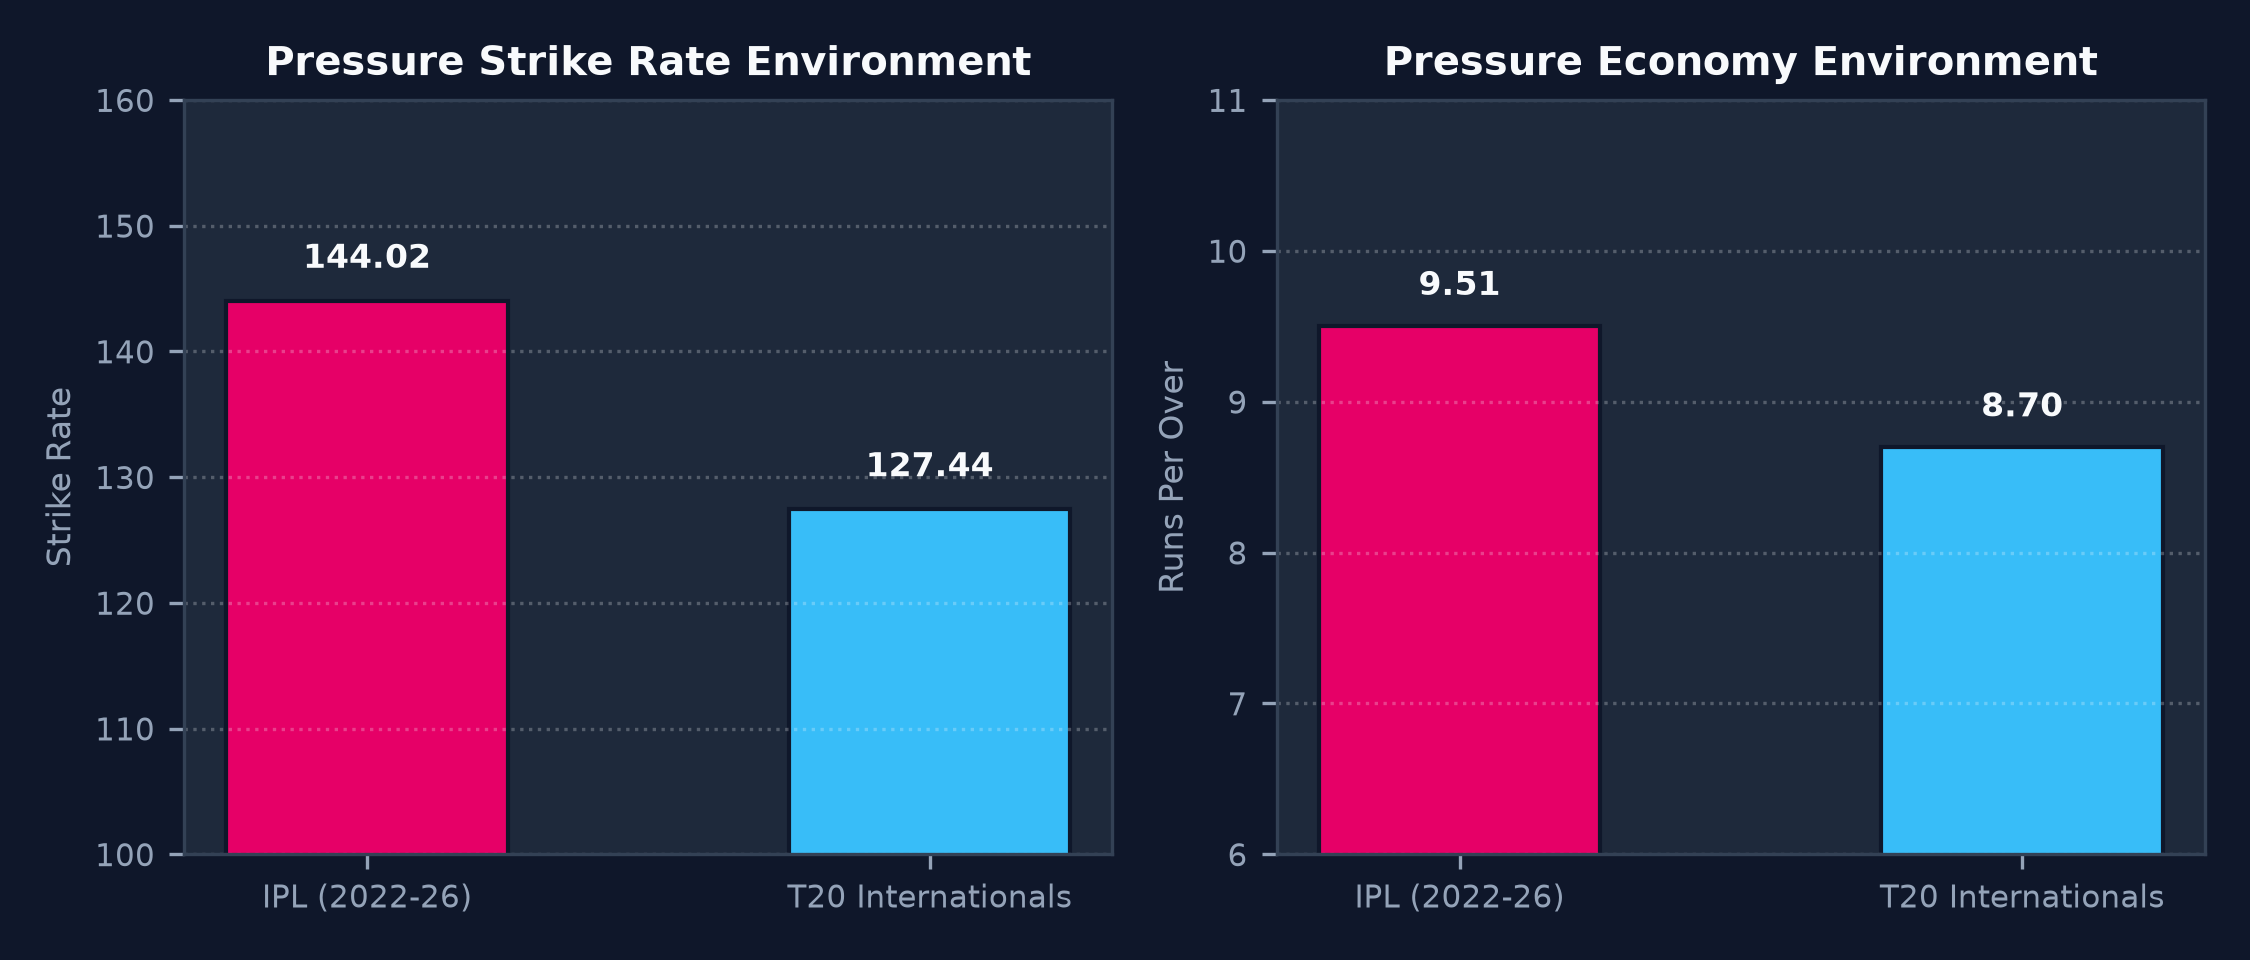 Pressure Strike Rate Environment
160
150
140
130
120
110
100
Strike Rate
144.02
127.44
IPL (2022-26)
T20 Internationals
Pressure Economy Environment
11
10
9
8
7
6
Runs Per Over
9.51
8.70
IPL (2022-26)
T20 Internationals